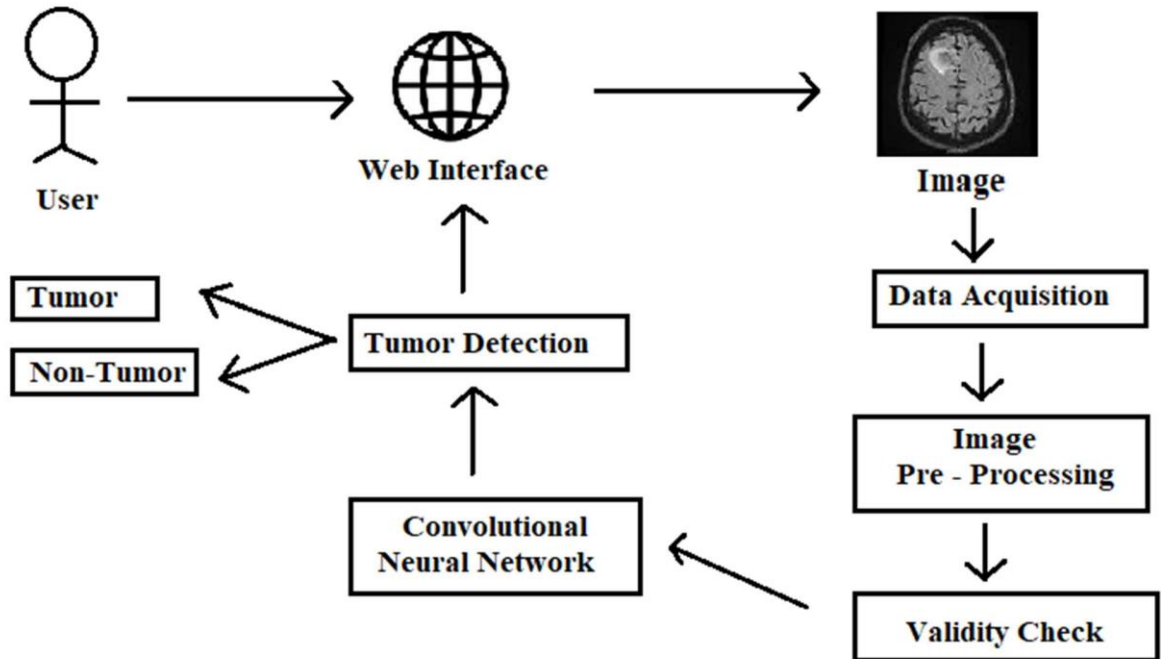 User
Web Interface
Image
Tumor
Non-Tumor
Tumor Detection
Data Acquisition
Image
Pre - Processing
Convolutional
Neural Network
Validity Check